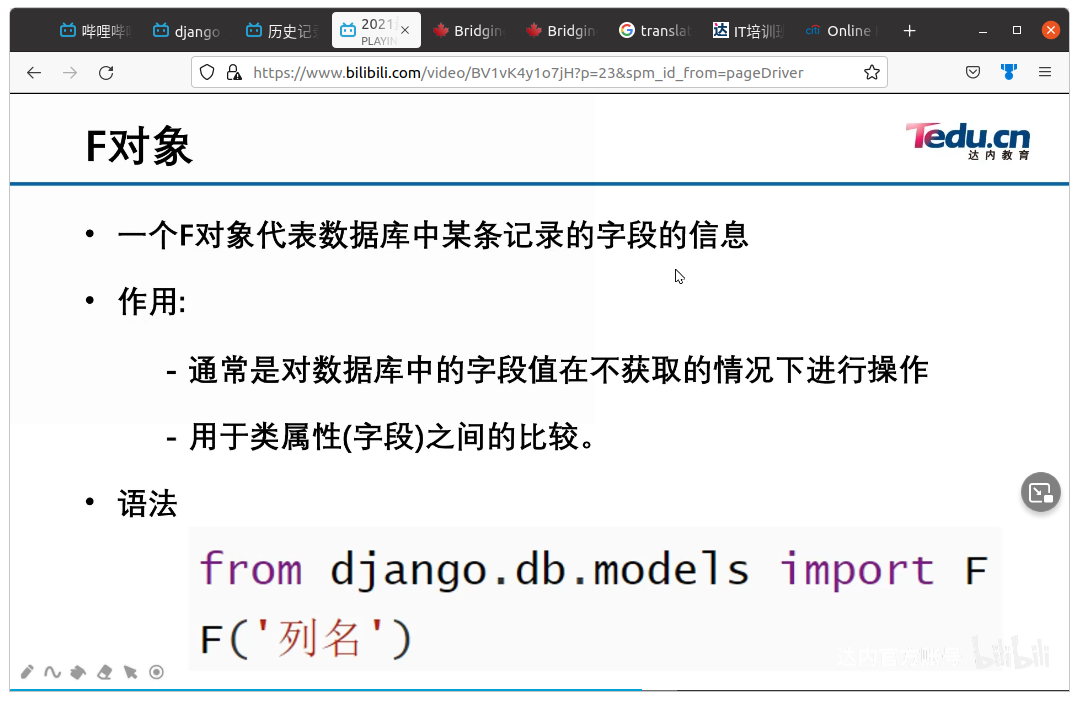 哔哩哔哩
django
历史记录
2021
PLAYIN
Bridgin
Bridgin
translat
达 IT培训班
citi Online
https://www.bilibili.com/video/BV1vK4y1o7jH?p=23&spm_id_from=pageDriver
F对象
Tedu.cn
达内教育
• 一个F对象代表数据库中某条记录的字段的信息
• 作用:
- 通常是对数据库中的字段值在不获取的情况下进行操作
- 用于类属性(字段)之间的比较。
• 语法
from django.db.models import F
F('列名')
达内官方账号 bilibili